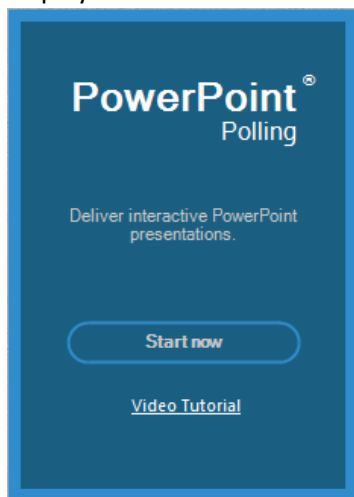 PowerPoint®
Polling
Deliver interactive PowerPoint
presentations.
Start now
Video Tutorial